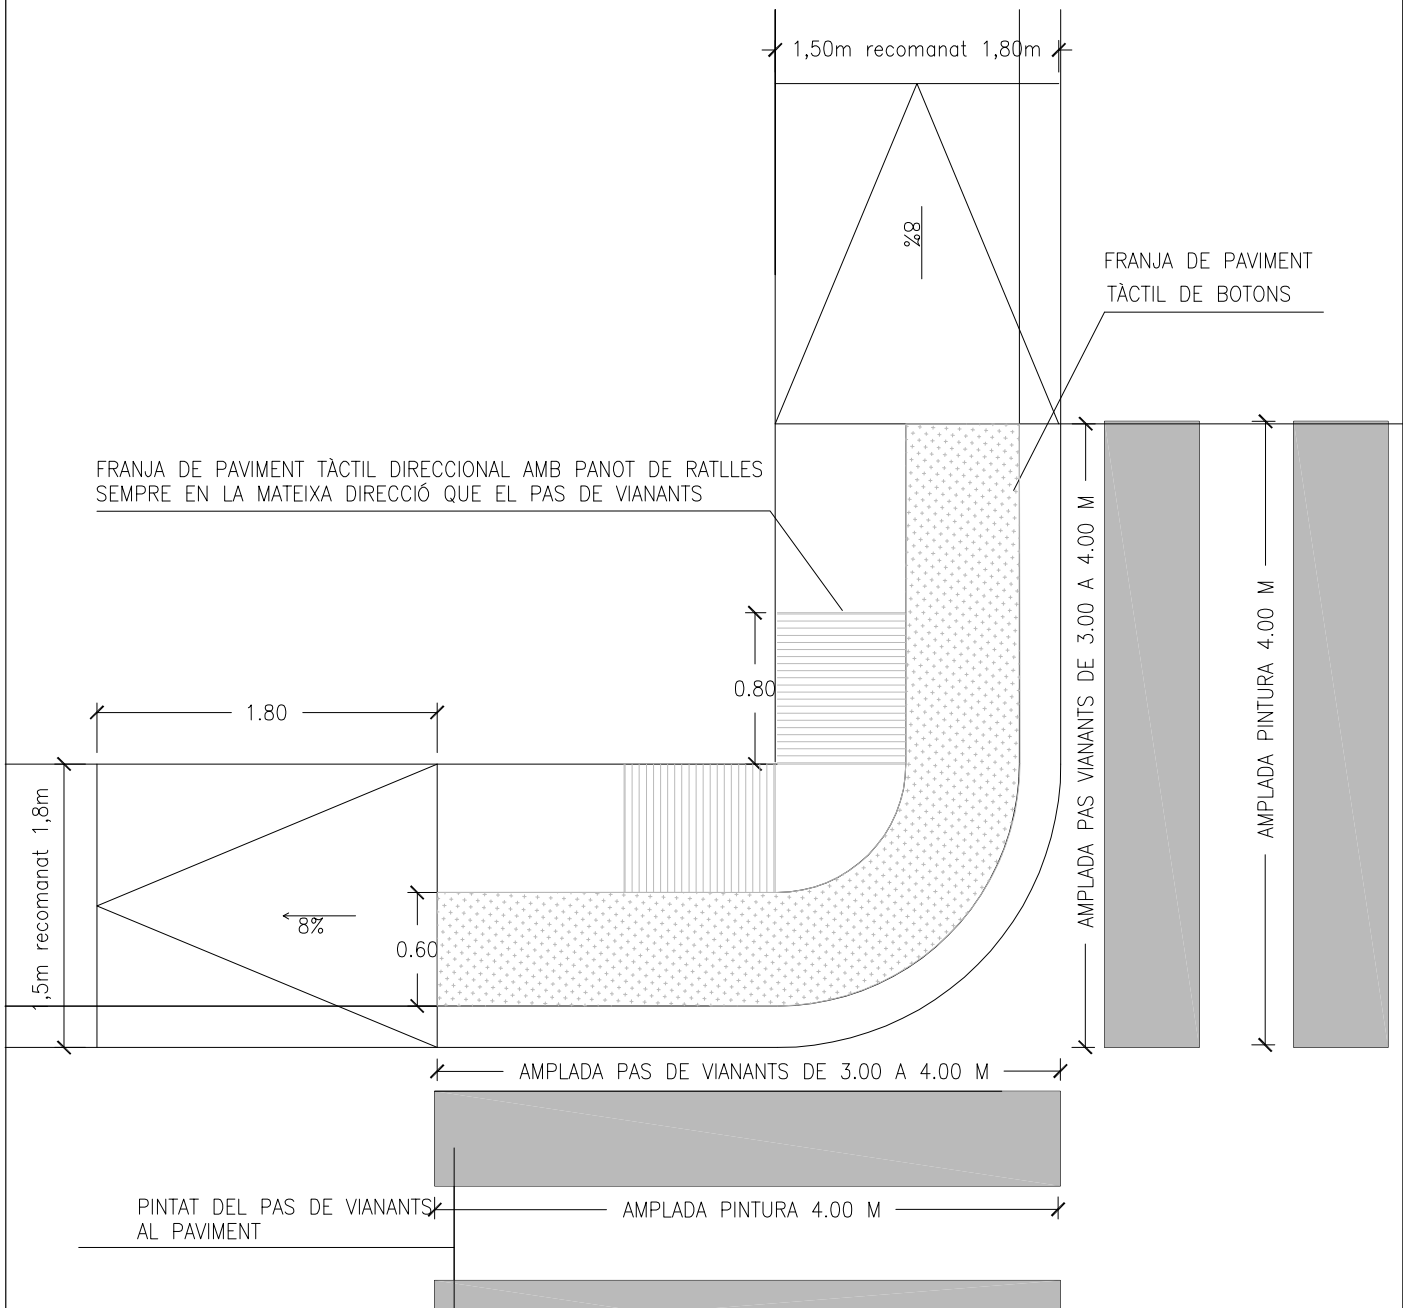 1,50m recomanat 1,80m
8%
FRANJA DE PAVIMENT
TÀCTIL DE BOTONS
FRANJA DE PAVIMENT TÀCTIL DIRECCIONAL AMB PANOT DE RATLLES
SEMPRE EN LA MATEIXA DIRECCIÓ QUE EL PAS DE VIANANTS
AMPLADA PAS VIANANTS DE 3.00 A 4.00 M
AMPLADA PINTURA 4.00 M
0.80
1.80
1,5m recomanat 1,8m
8%
0.60
AMPLADA PAS DE VIANANTS DE 3.00 A 4.00 M
PINTAT DEL PAS DE VIANANTS
AL PAVIMENT
AMPLADA PINTURA 4.00 M